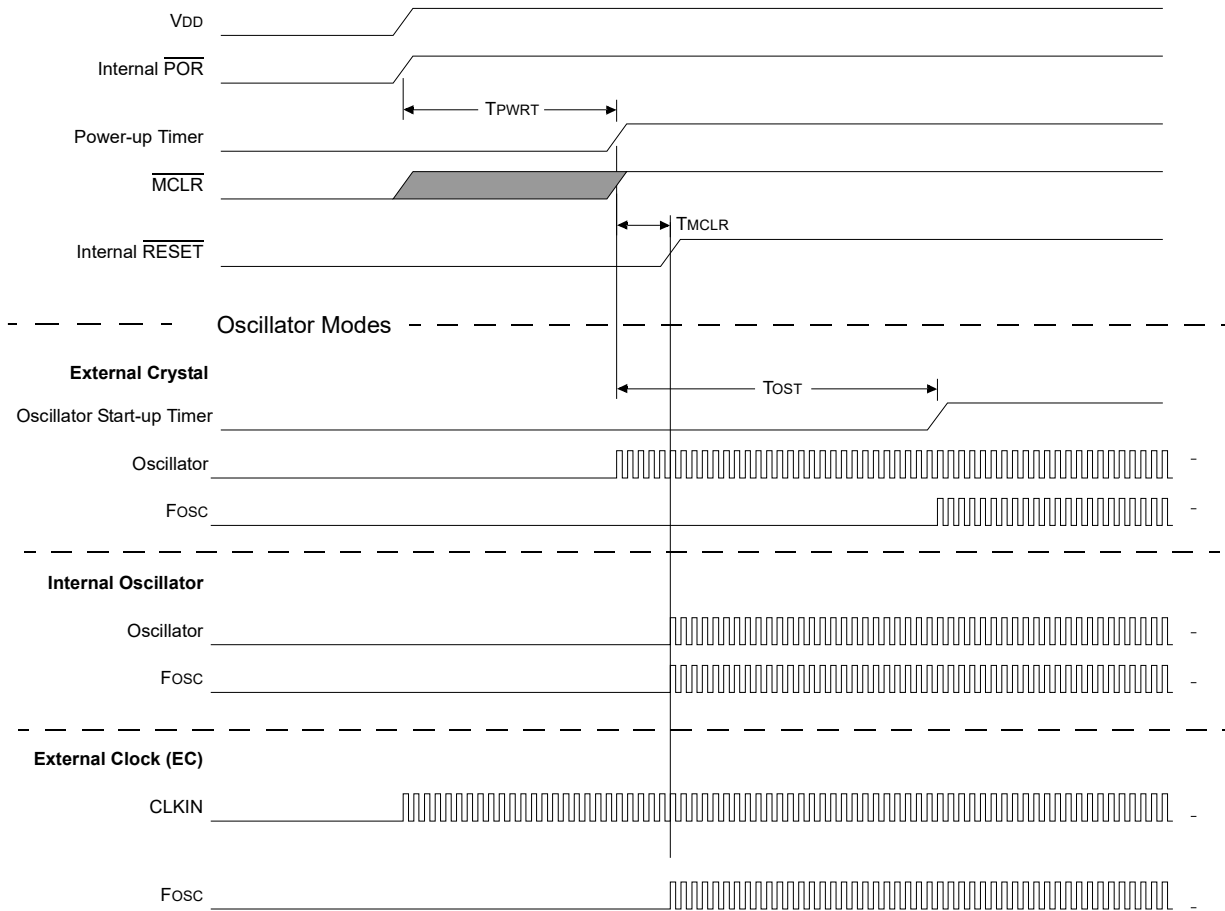 VDD
Internal POR
TPWRT
Power-up Timer
MCLR
TMCLR
Internal RESET
Oscillator Modes
External Crystal
TOST
Oscillator Start-up Timer
Oscillator
FOSC
Internal Oscillator
Oscillator
FOSC
External Clock (EC)
CLKIN
FOSC